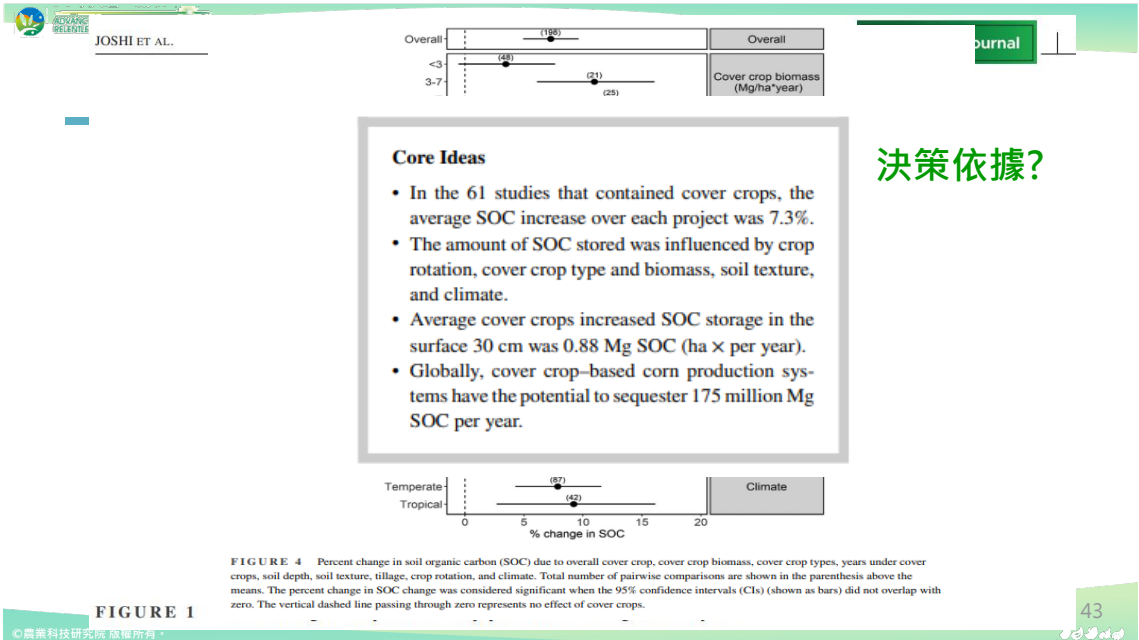 ADVANC
RELENTLE
JOSHI ET AL.
ournal
Overall
(198)
Overall
<3
(48)
3-7
(21)
(25)
Cover crop biomass
(Mg/ha*year)
決策依據?
Core Ideas
• In the 61 studies that contained cover crops, the
average SOC increase over each project was 7.3%.
• The amount of SOC stored was influenced by crop
rotation, cover crop type and biomass, soil texture,
and climate.
• Average cover crops increased SOC storage in the
surface 30 cm was 0.88 Mg SOC (ha × per year).
• Globally, cover crop–based corn production sys-
tems have the potential to sequester 175 million Mg
SOC per year.
Temperate
(87)
Climate
Tropical
(42)
0 5 10 15 20
% change in SOC
FIGURE 4 Percent change in soil organic carbon (SOC) due to overall cover crop, cover crop biomass, cover crop types, years under cover
crops, soil depth, soil texture, tillage, crop rotation, and climate. Total number of pairwise comparisons are shown in the parenthesis above the
means. The percent change in SOC change was considered significant when the 95% confidence intervals (CIs) (shown as bars) did not overlap with
zero. The vertical dashed line passing through zero represents no effect of cover crops.
FIGURE 1
43
©農業科技研究院 版權所有。